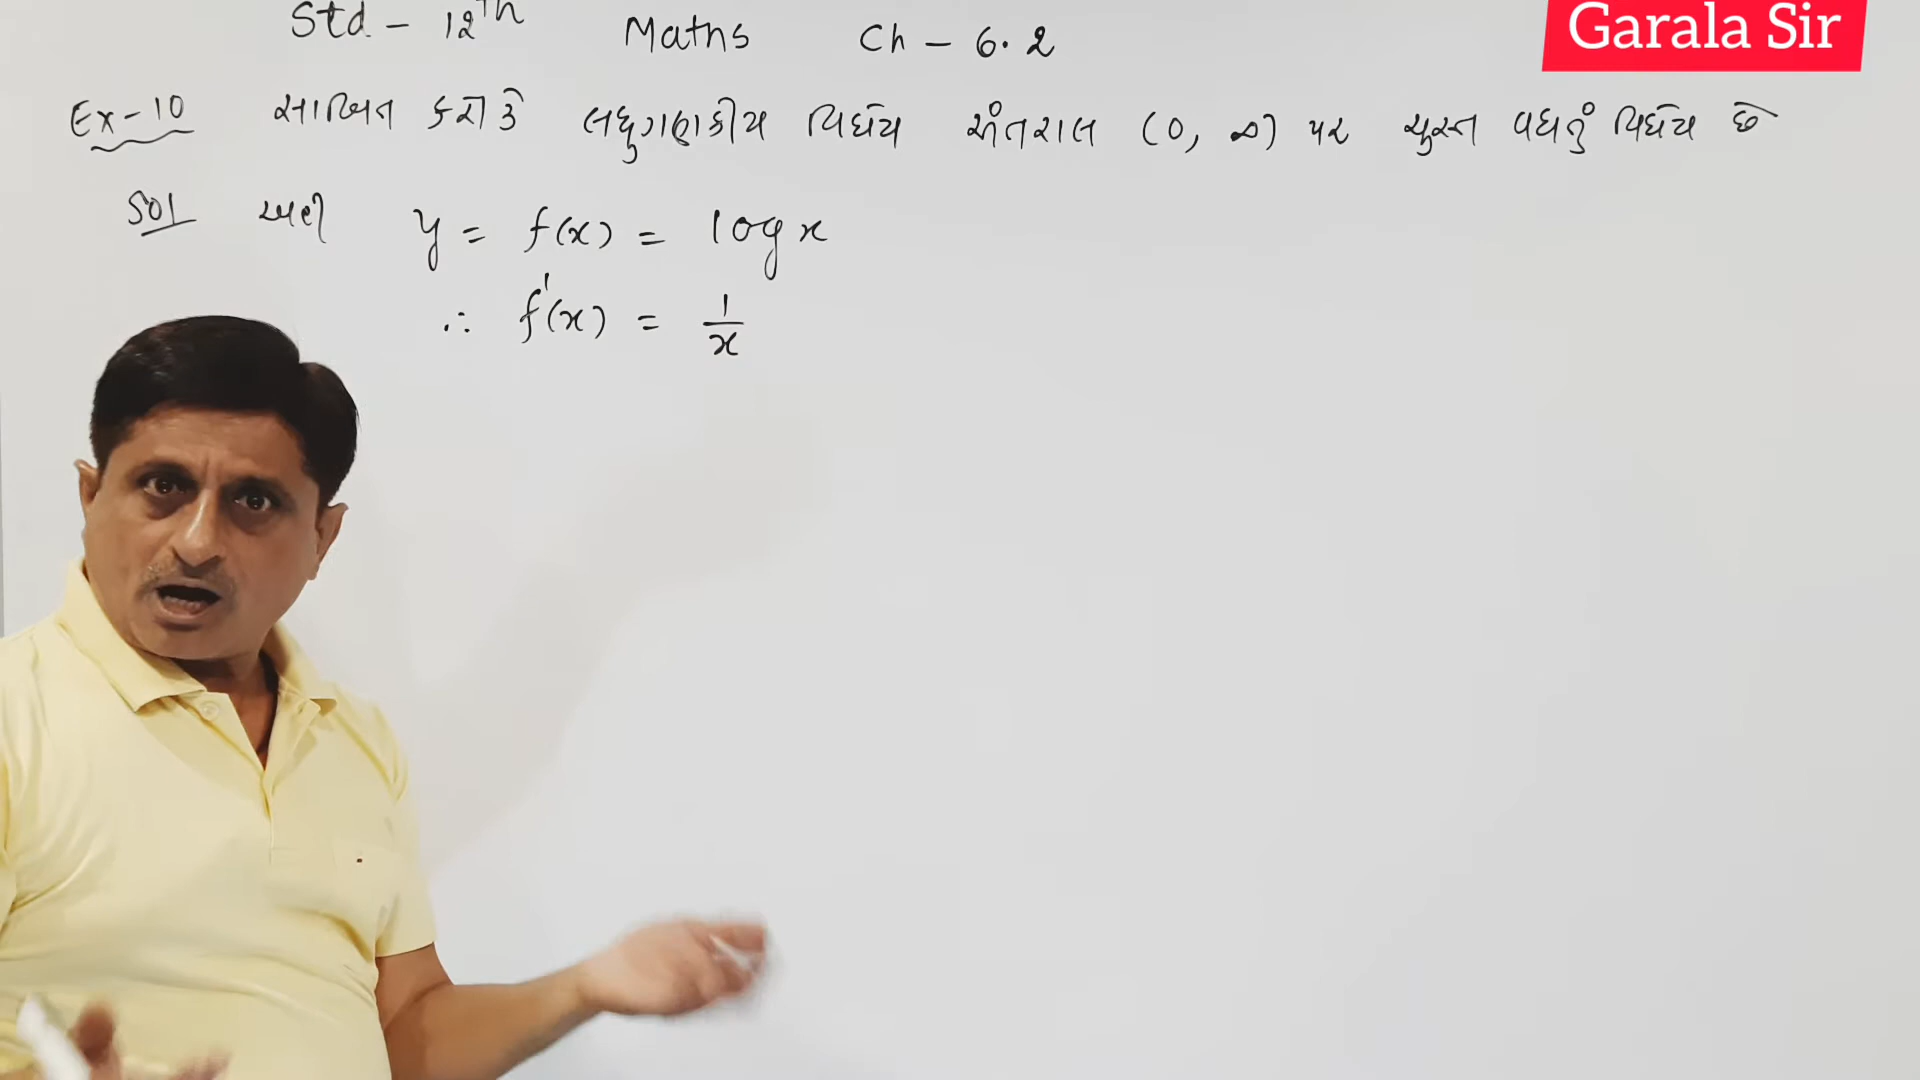 Std - 12th Maths Ch - 6.2
Garala Sir
Ex-10 સાબિત કરો કે લઘુગણકીય વિધેય અંતરાલ (0, ∞) પર ચુસ્ત વધતું વિધેય છે
Sol અહી y = f(x) = log x
∴ f'(x) = 1/x